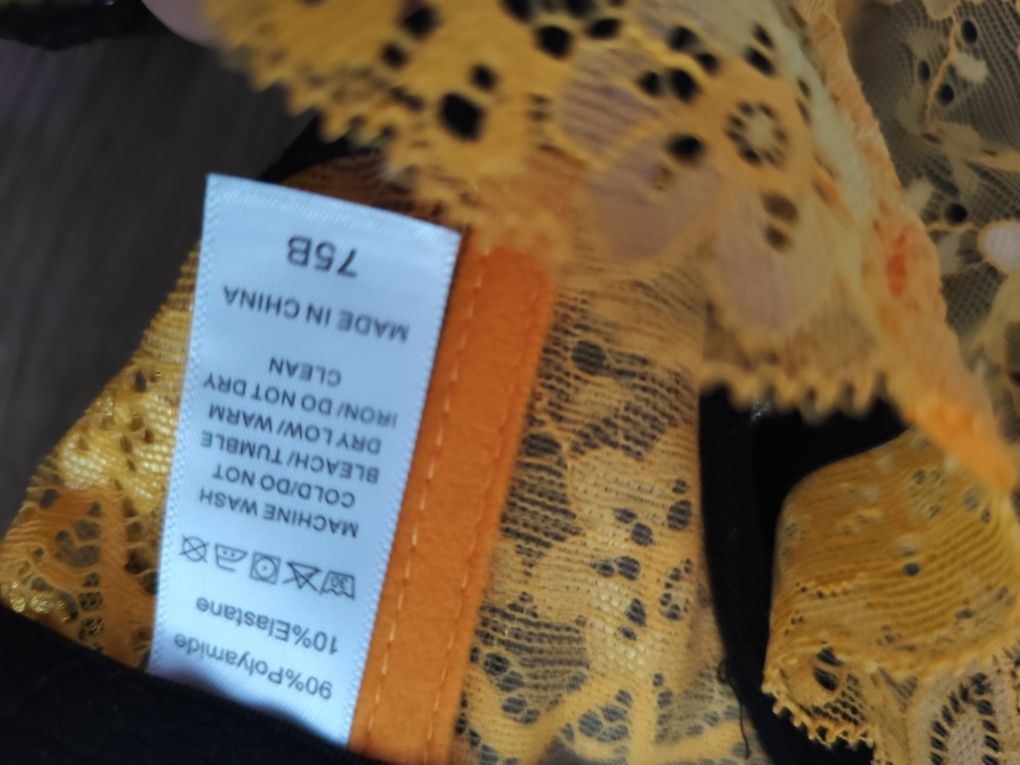 90%Polyamide
10%Elastane
30
MACHINE WASH
COLD/DO NOT
BLEACH/TUMBLE
DRY LOW/WARM
IRON/DO NOT DRY
CLEAN
MADE IN CHINA
75B